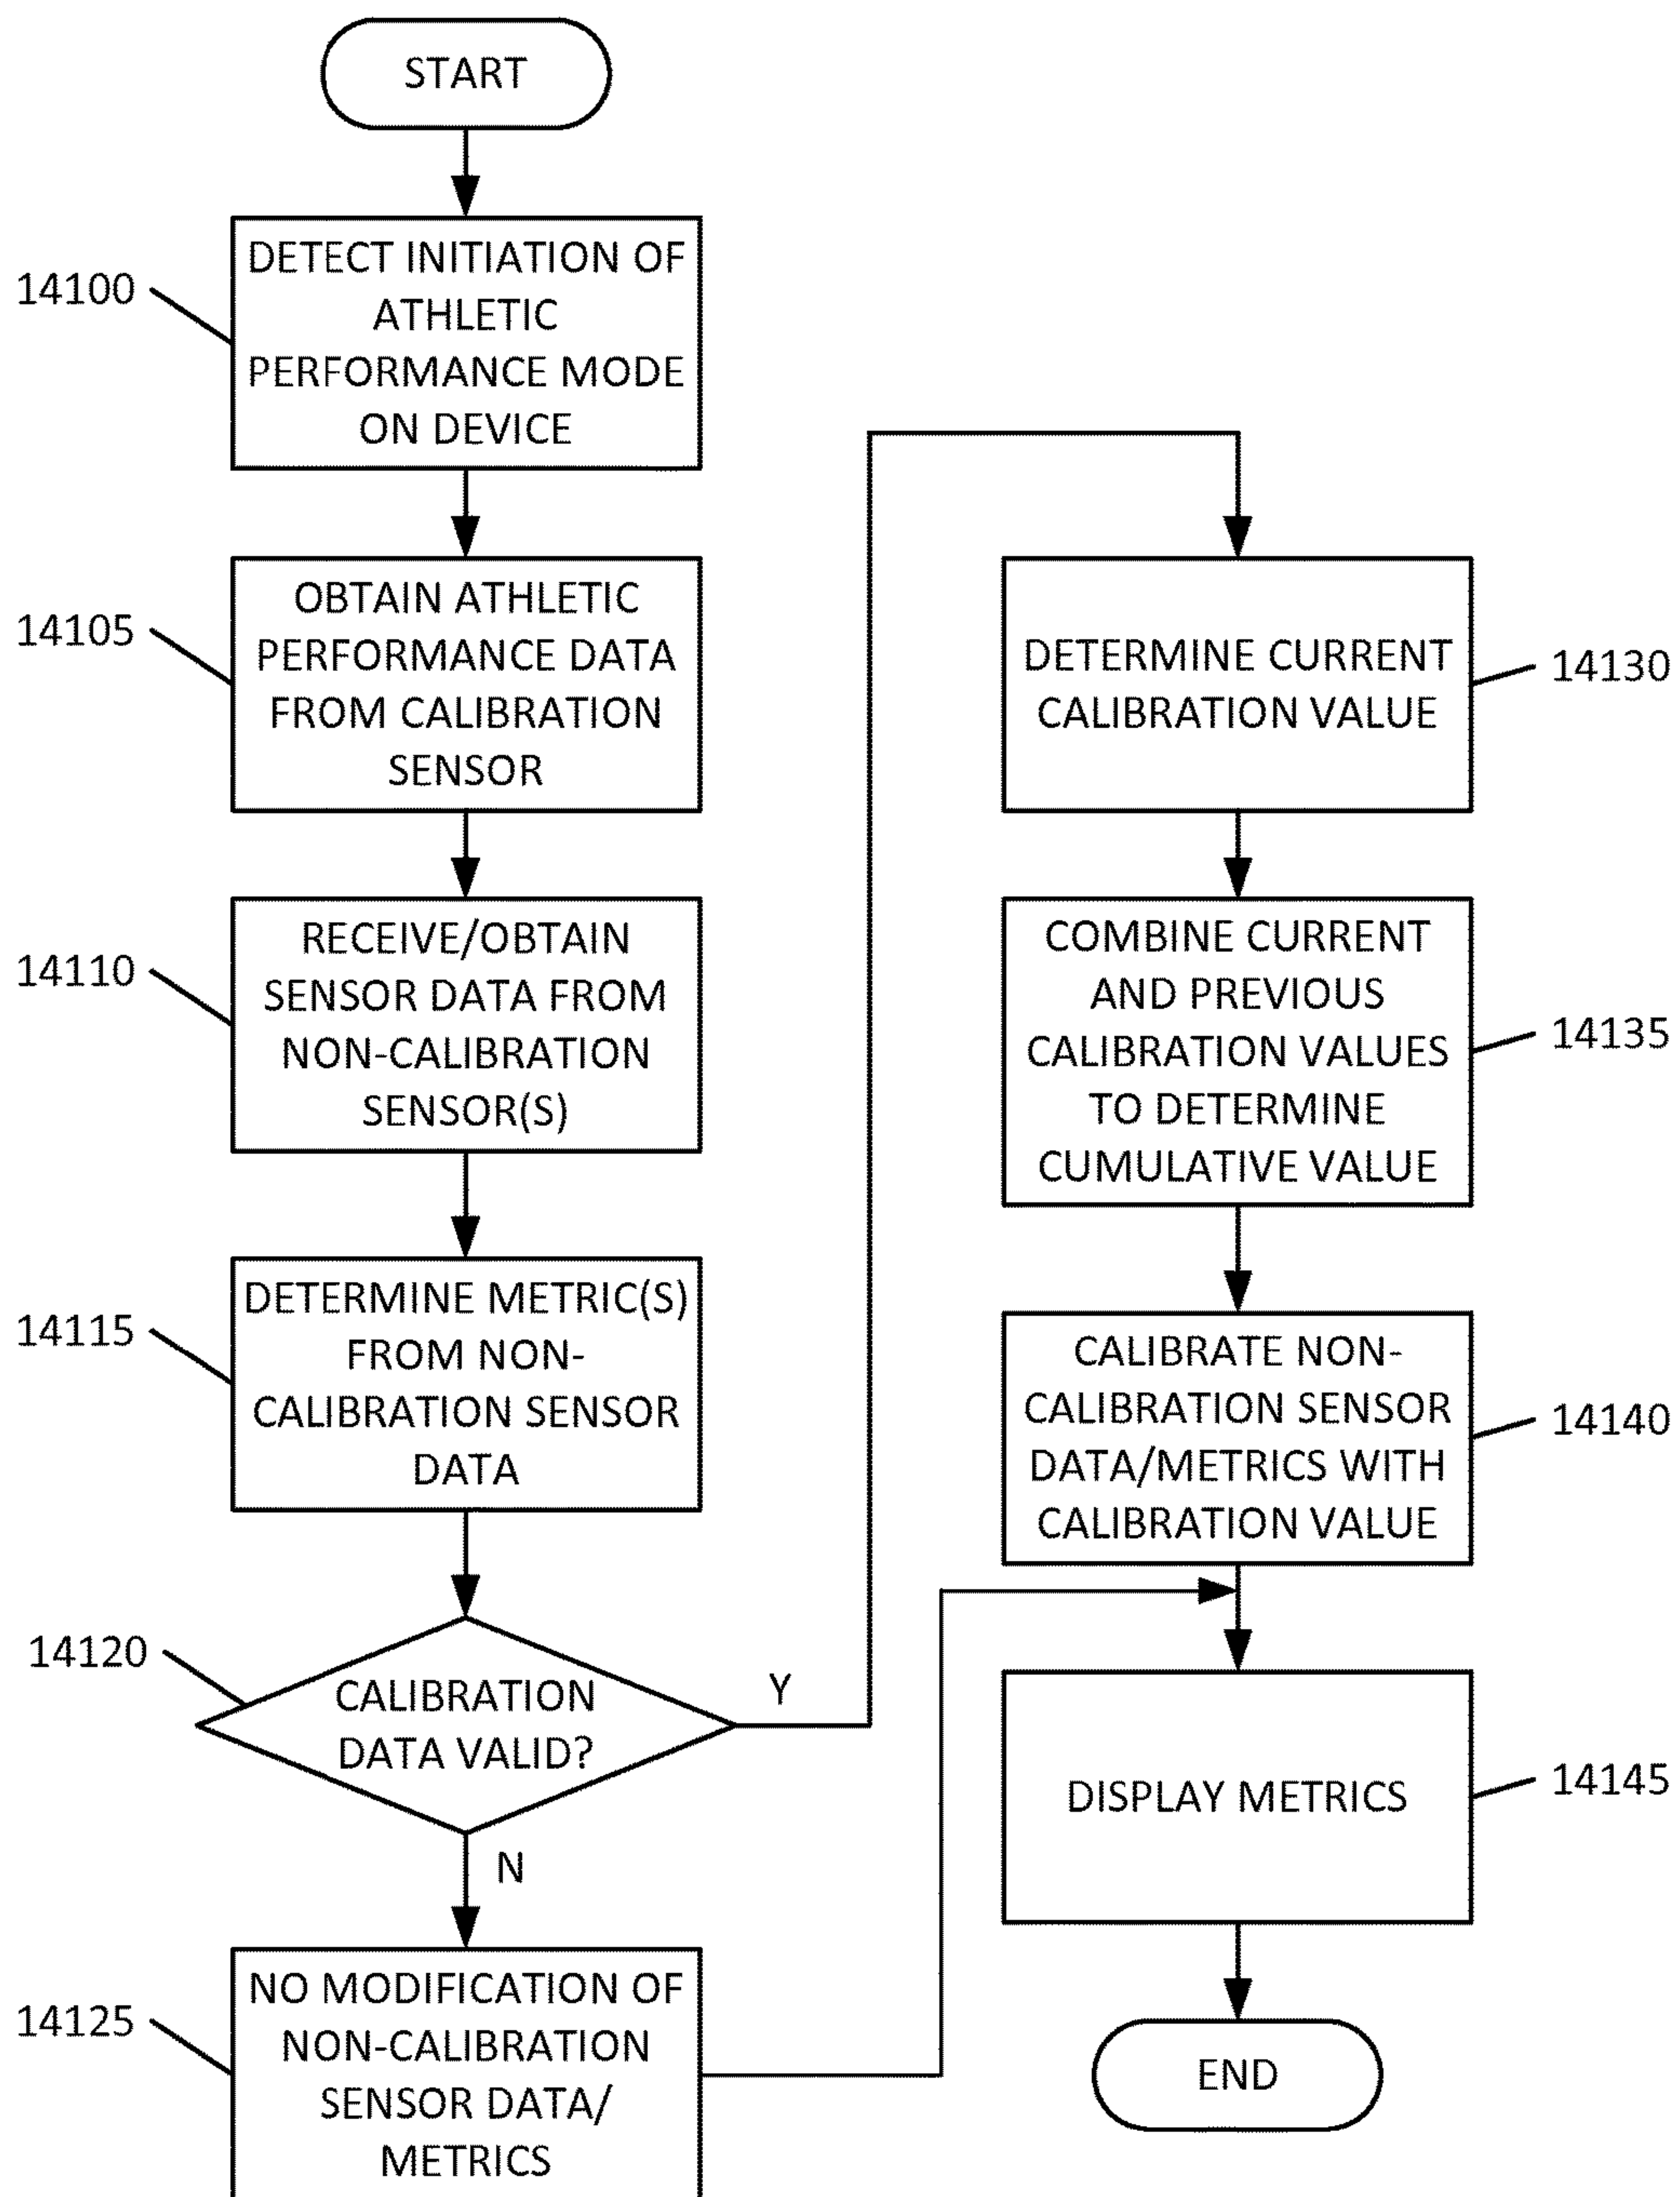 START
14100
DETECT INITIATION OF
ATHLETIC
PERFORMANCE MODE
ON DEVICE
14105
OBTAIN ATHLETIC
PERFORMANCE DATA
FROM CALIBRATION
SENSOR
14110
RECEIVE/OBTAIN
SENSOR DATA FROM
NON-CALIBRATION
SENSOR(S)
14115
DETERMINE METRIC(S)
FROM NON-
CALIBRATION SENSOR
DATA
14120
CALIBRATION
DATA VALID?
Y
N
14125
NO MODIFICATION OF
NON-CALIBRATION
SENSOR DATA/
METRICS
DETERMINE CURRENT
CALIBRATION VALUE
14130
COMBINE CURRENT
AND PREVIOUS
CALIBRATION VALUES
TO DETERMINE
CUMULATIVE VALUE
14135
CALIBRATE NON-
CALIBRATION SENSOR
DATA/METRICS WITH
CALIBRATION VALUE
14140
DISPLAY METRICS
14145
END